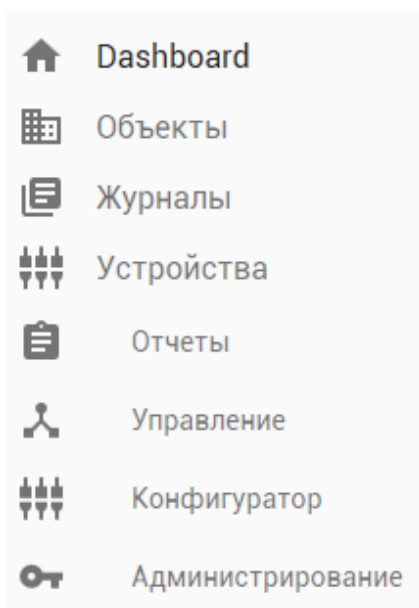 Dashboard
Объекты
Журналы
Устройства
Отчеты
Управление
Конфигуратор
Администрирование